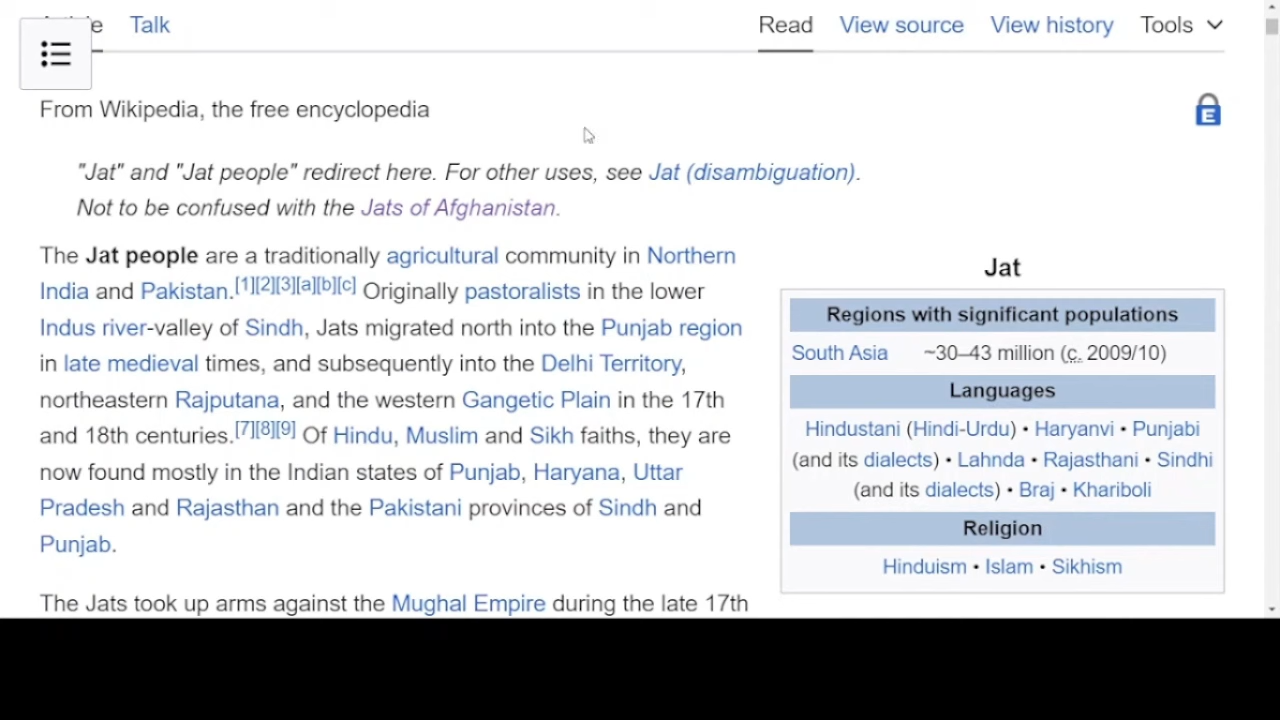 Talk
Read View source View history Tools
From Wikipedia, the free encyclopedia
E
"Jat" and "Jat people" redirect here. For other uses, see Jat (disambiguation).
Not to be confused with the Jats of Afghanistan.
The Jat people are a traditionally agricultural community in Northern
India and Pakistan.[1][2][3][a][b][c] Originally pastoralists in the lower
Indus river-valley of Sindh, Jats migrated north into the Punjab region
in late medieval times, and subsequently into the Delhi Territory,
northeastern Rajputana, and the western Gangetic Plain in the 17th
and 18th centuries.[7][8][9] Of Hindu, Muslim and Sikh faiths, they are
now found mostly in the Indian states of Punjab, Haryana, Uttar
Pradesh and Rajasthan and the Pakistani provinces of Sindh and
Punjab.
The Jats took up arms against the Mughal Empire during the late 17th
Jat
Regions with significant populations
South Asia ~30–43 million (c. 2009/10)
Languages
Hindustani (Hindi-Urdu) • Haryanvi • Punjabi
(and its dialects) • Lahnda • Rajasthani • Sindhi
(and its dialects) • Braj • Khariboli
Religion
Hinduism • Islam • Sikhism